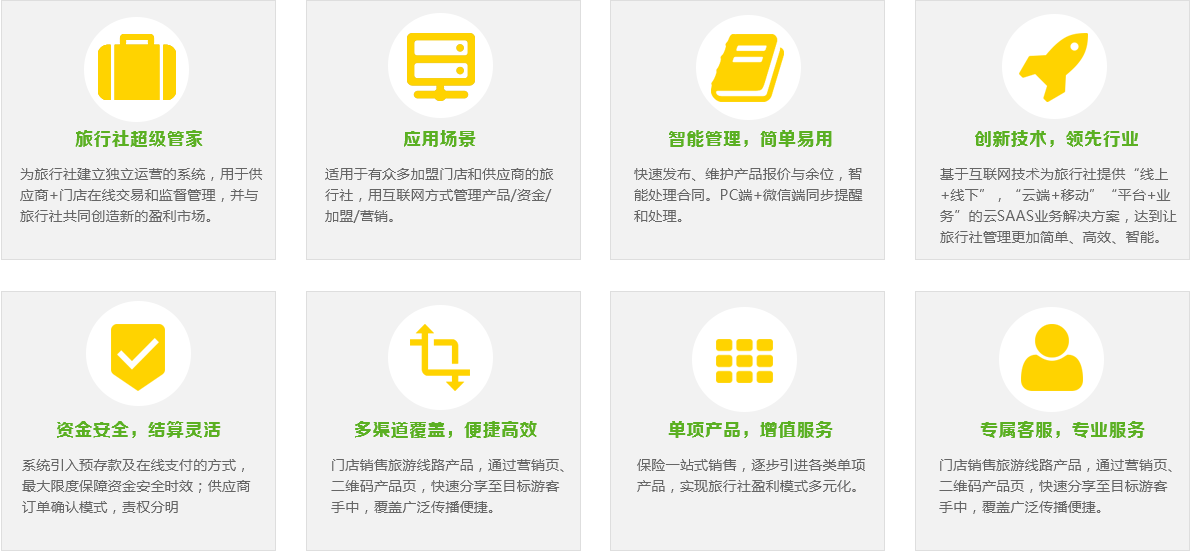 旅行社超级管家
为旅行社建立独立运营的系统，用于供
应商+门店在线交易和监督管理，并与
旅行社共同创造新的盈利市场。
应用场景
适用于有众多加盟门店和供应商的旅
行社，用互联网方式管理产品/资金/
加盟/营销。
智能管理，简单易用
快速发布、维护产品报价与余位，智
能处理合同。PC端+微信端同步提醒
和处理。
创新技术，领先行业
基于互联网技术为旅行社提供“线上
+线下”，“云端+移动”“平台+业
务”的云SAAS业务解决方案，达到让
旅行社管理更加简单、高效、智能。
资金安全，结算灵活
系统引入预存款及在线支付的方式，
最大限度保障资金安全时效；供应商
订单确认模式，责权分明
多渠道覆盖，便捷高效
门店销售旅游线路产品，通过营销页、
二维码产品页，快速分享至目标游客
手中，覆盖广泛传播便捷。
单项产品，增值服务
保险一站式销售，逐步引进各类单项
产品，实现旅行社盈利模式多元化。
专属客服，专业服务
门店销售旅游线路产品，通过营销页、
二维码产品页，快速分享至目标游客
手中，覆盖广泛传播便捷。